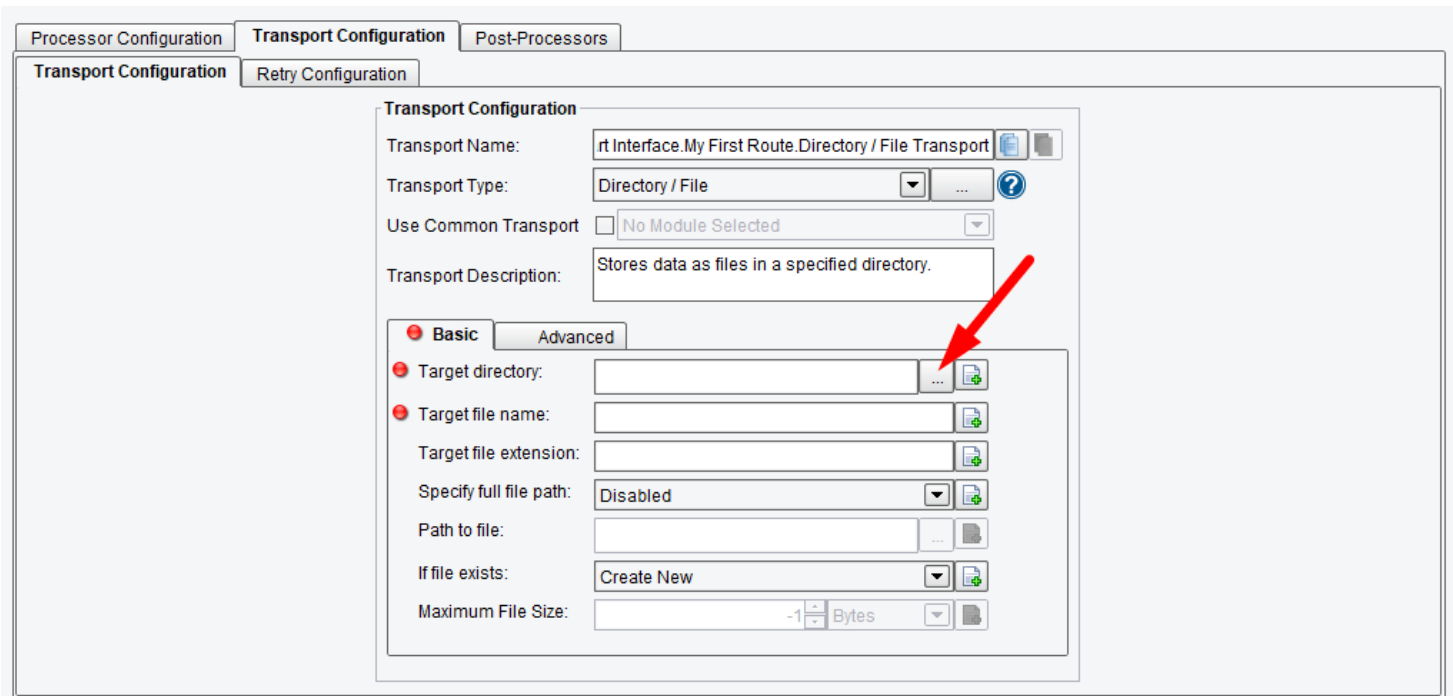 Processor Configuration Transport Configuration Post-Processors
Transport Configuration Retry Configuration
Transport Configuration
Transport Name: rt Interface.My First Route.Directory / File Transport
Transport Type: Directory / File ... ?
Use Common Transport No Module Selected
Transport Description: Stores data as files in a specified directory.
Basic Advanced
Target directory: ...
Target file name:
Target file extension:
Specify full file path: Disabled
Path to file: ...
If file exists: Create New
Maximum File Size: -1 Bytes